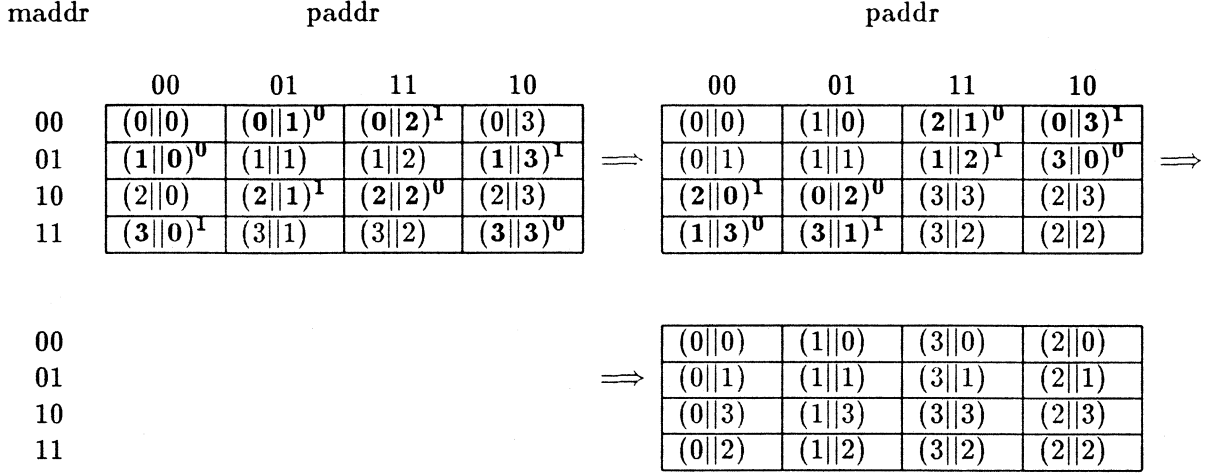 maddr paddr paddr
00 01 11 10 00 01 11 10
00 (0||0) (0||1)⁰ (0||2)¹ (0||3) (0||0) (1||0) (2||1)⁰ (0||3)¹
01 (1||0)⁰ (1||1) (1||2) (1||3)¹ ⟹ (0||1) (1||1) (1||2)¹ (3||0)⁰ ⟹
10 (2||0) (2||1)¹ (2||2)⁰ (2||3) (2||0)¹ (0||2)⁰ (3||3) (2||3)
11 (3||0)¹ (3||1) (3||2) (3||3)⁰ (1||3)⁰ (3||1)¹ (3||2) (2||2)
00 (0||0) (1||0) (3||0) (2||0)
01 ⟹ (0||1) (1||1) (3||1) (2||1)
10 (0||3) (1||3) (3||3) (2||3)
11 (0||2) (1||2) (3||2) (2||2)